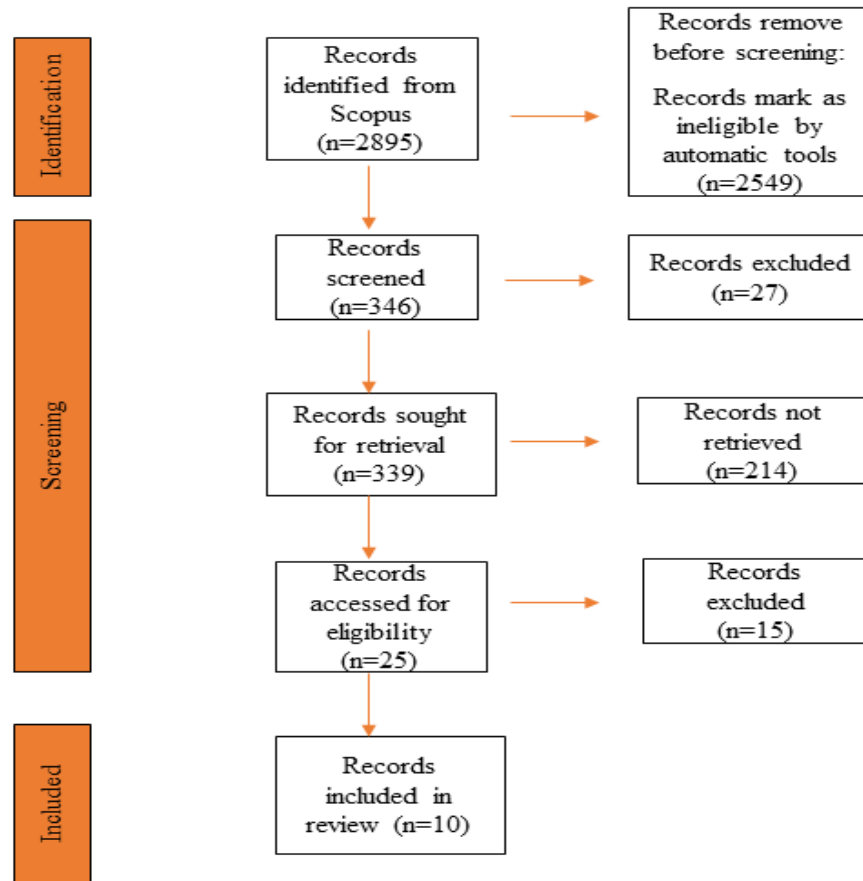 Identification
Records
identified from
Scopus
(n=2895)
Records remove
before screening:
Records mark as
ineligible by
automatic tools
(n=2549)
Screening
Records
screened
(n=346)
Records excluded
(n=27)
Records sought
for retrieval
(n=339)
Records not
retrieved
(n=214)
Records
accessed for
eligibility
(n=25)
Records
excluded
(n=15)
Included
Records
included in
review (n=10)